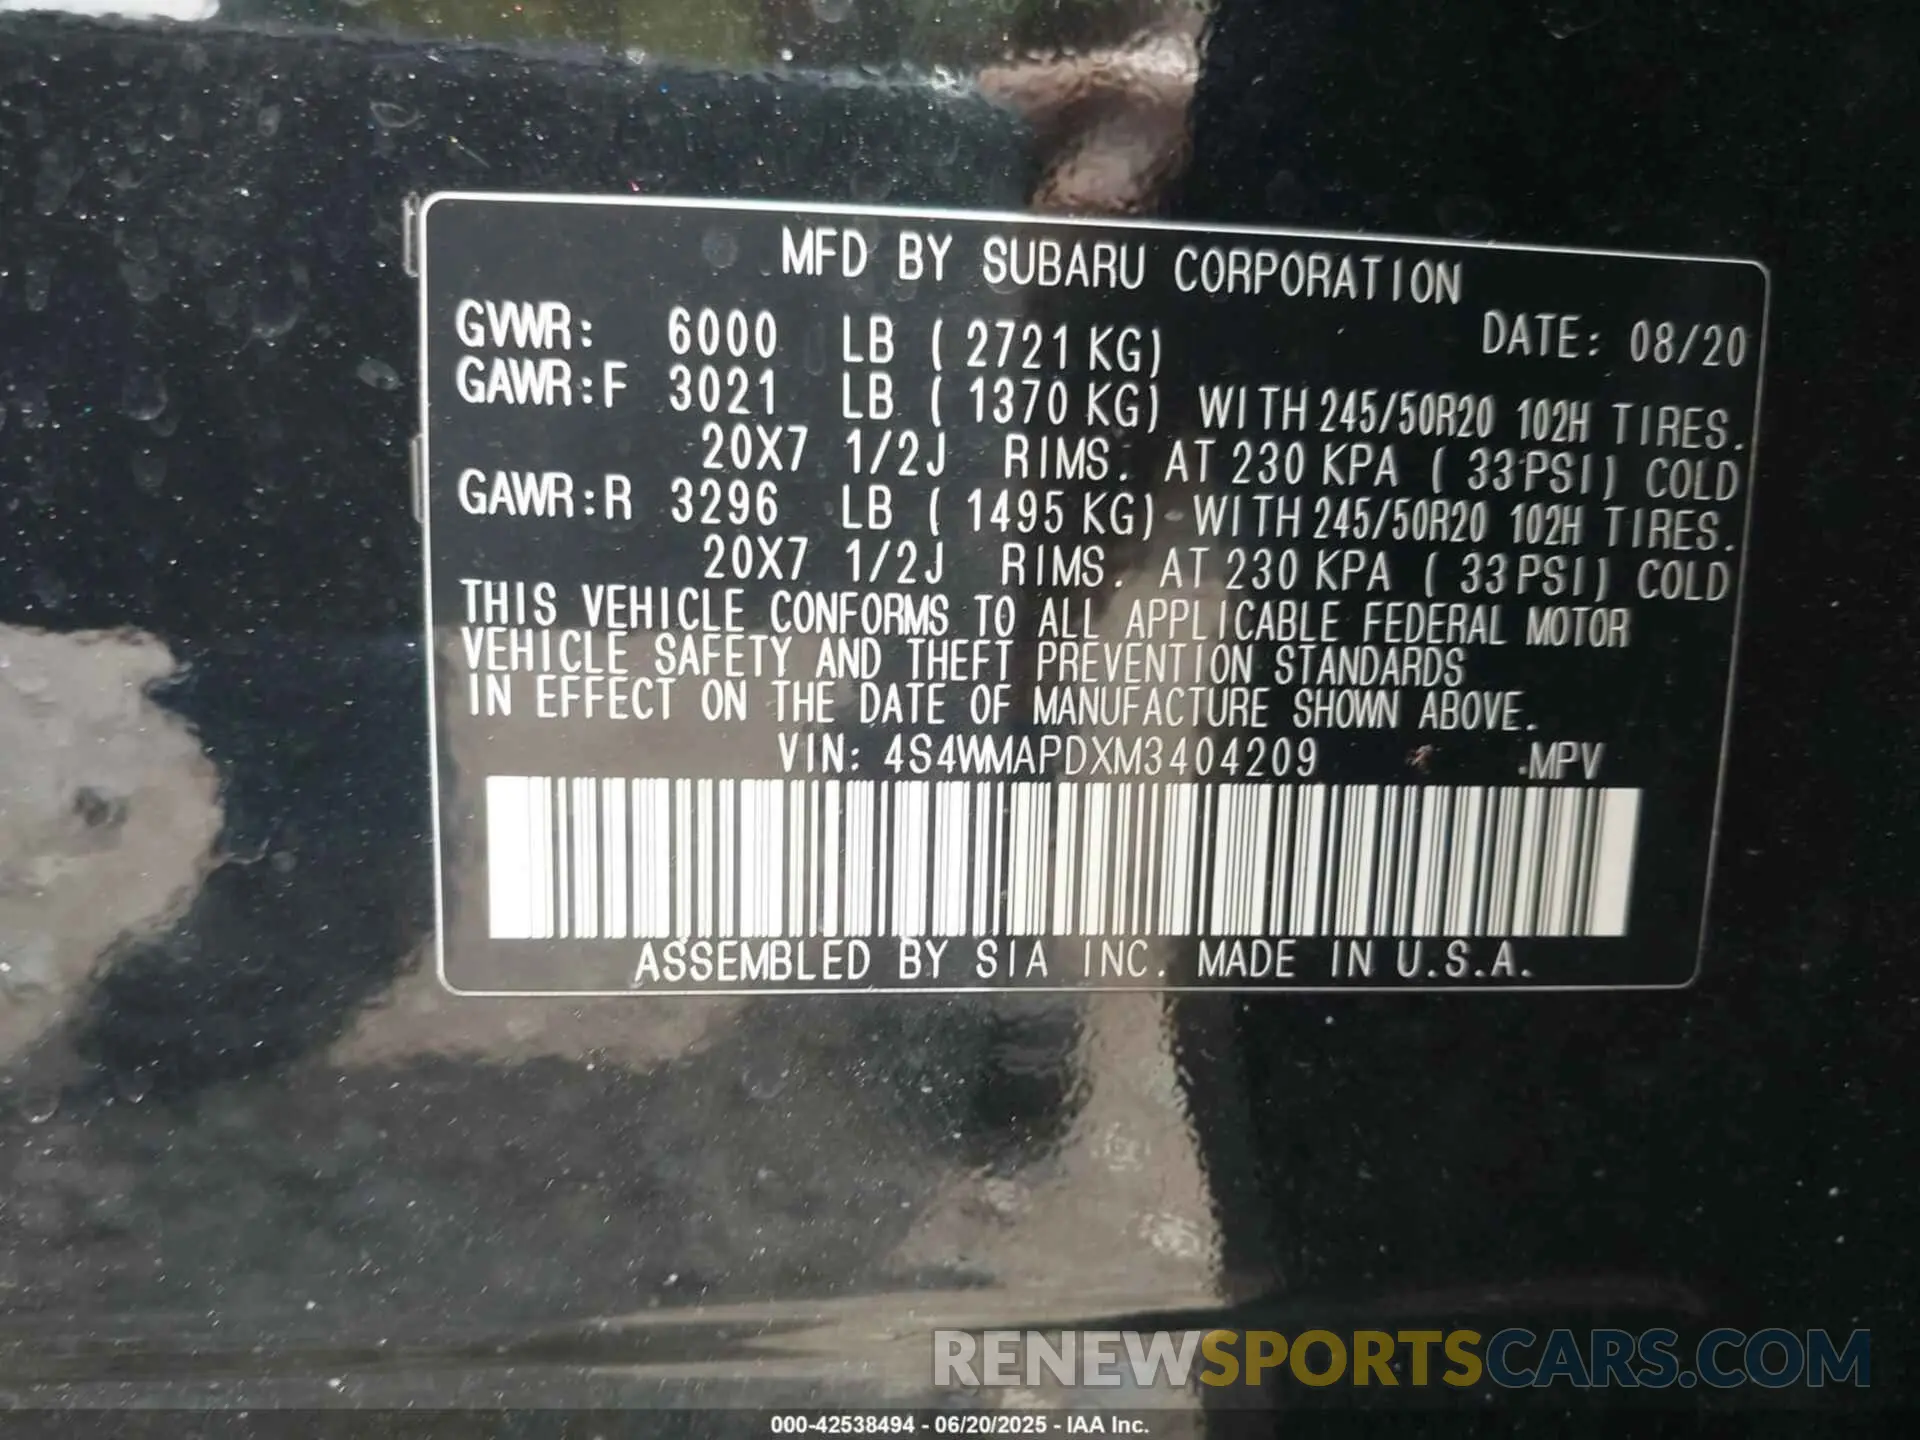 MFD BY SUBARU CORPORATION
GVWR: 6000 LB ( 2721 KG) DATE: 08/20
GAWR:F 3021 LB ( 1370 KG) WITH 245/50R20 102H TIRES.
20X7 1/2J RIMS. AT 230 KPA ( 33 PSI) COLD
GAWR:R 3296 LB ( 1495 KG) WITH 245/50R20 102H TIRES.
20X7 1/2J RIMS. AT 230 KPA ( 33 PSI) COLD
THIS VEHICLE CONFORMS TO ALL APPLICABLE FEDERAL MOTOR
VEHICLE SAFETY AND THEFT PREVENTION STANDARDS
IN EFFECT ON THE DATE OF MANUFACTURE SHOWN ABOVE.
VIN: 4S4WMAPDXM3404209 MPV
ASSEMBLED BY SIA INC. MADE IN U.S.A.
RENEWSPORTSCARS.COM
000-42538494 - 06/20/2025 - IAA Inc.